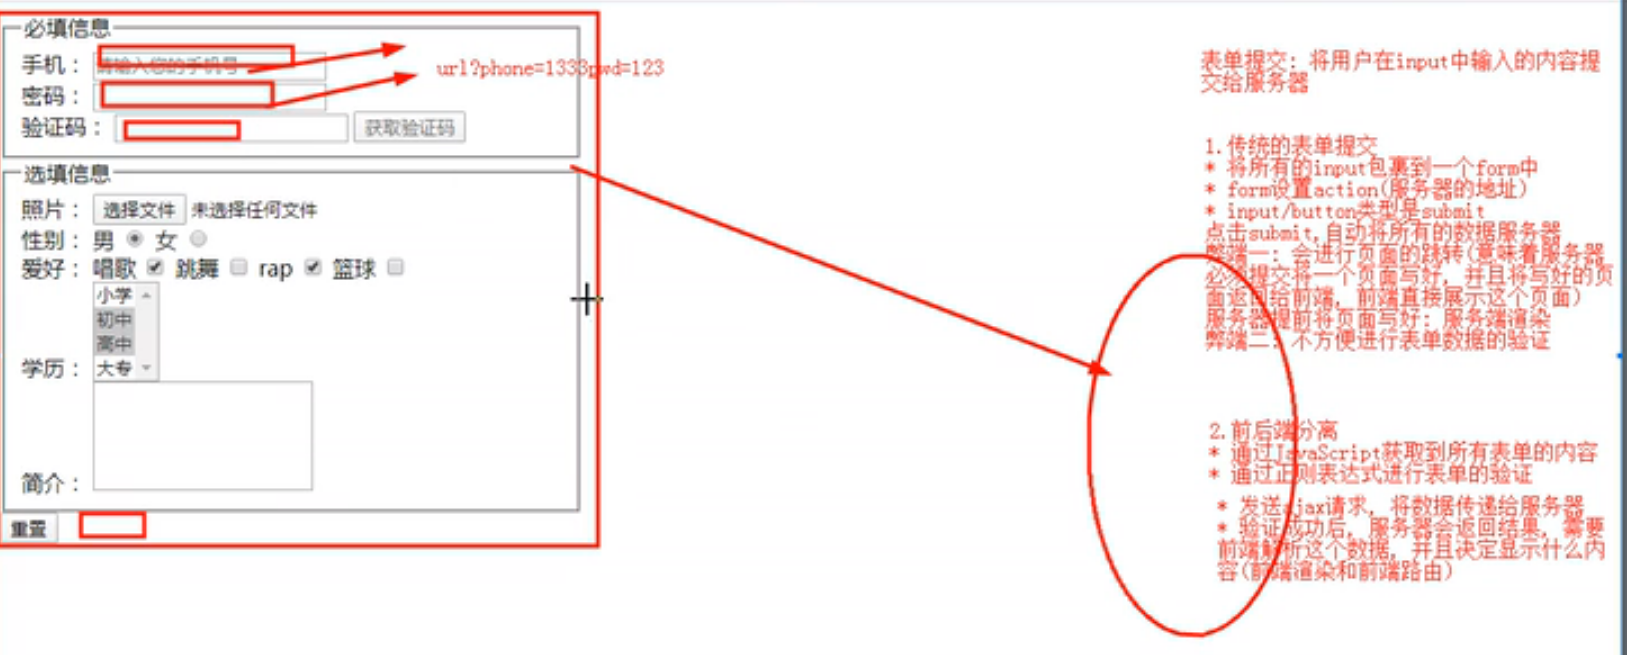 必填信息
手机：
请输入您的手机号
url?phone=1333pwd=123
密码：
验证码：
获取验证码
选填信息
照片：
选择文件
未选择任何文件
性别：男 女
爱好：唱歌 跳舞 rap 篮球
小学
初中
高中
学历：
大专
简介：
重置
表单提交：将用户在input中输入的内容提
交给服务器
1.传统的表单提交
* 将所有的input包裹到一个form中
* form设置action(服务器的地址)
* input/button类型是submit
点击submit,自动将所有的数据服务器
弊端一：会进行页面的跳转(意味着服务器
必须提交将一个页面写好，并且将写好的页
面返回给前端，前端直接展示这个页面)
服务器提前将页面写好：服务端渲染
弊端二：不方便进行表单数据的验证
2.前后端分离
* 通过JavaScript获取到所有表单的内容
* 通过正则表达式进行表单的验证
* 发送ajax请求，将数据传递给服务器
* 验证成功后，服务器会返回结果，需要
前端解析这个数据，并且决定显示什么内
容(前端渲染和前端路由)